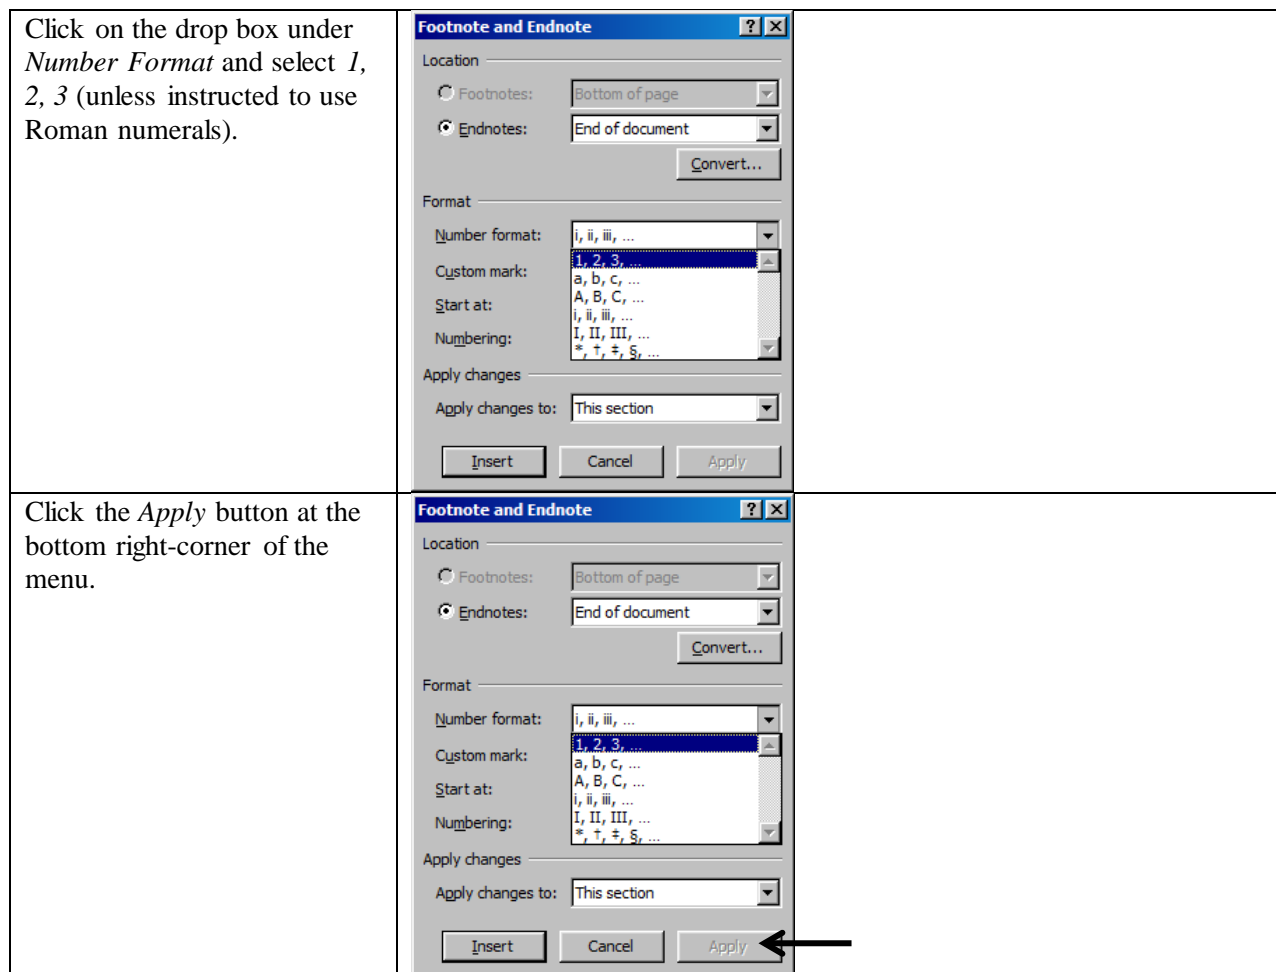 Click on the drop box under
Number Format and select 1,
2, 3 (unless instructed to use
Roman numerals).
Footnote and Endnote
Location
Footnotes: Bottom of page
Endnotes: End of document
Convert...
Format
Number format: i, ii, iii, ...
1, 2, 3, ...
Custom mark:
a, b, c, ...
A, B, C, ...
Start at:
i, ii, iii, ...
I, II, III, ...
Numbering:
*, †, ‡, §, ...
Apply changes
Apply changes to: This section
Insert Cancel Apply
Click the Apply button at the
bottom right-corner of the
menu.
Footnote and Endnote
Location
Footnotes: Bottom of page
Endnotes: End of document
Convert...
Format
Number format: i, ii, iii, ...
1, 2, 3, ...
Custom mark:
a, b, c, ...
A, B, C, ...
Start at:
i, ii, iii, ...
I, II, III, ...
Numbering:
*, †, ‡, §, ...
Apply changes
Apply changes to: This section
Insert Cancel Apply